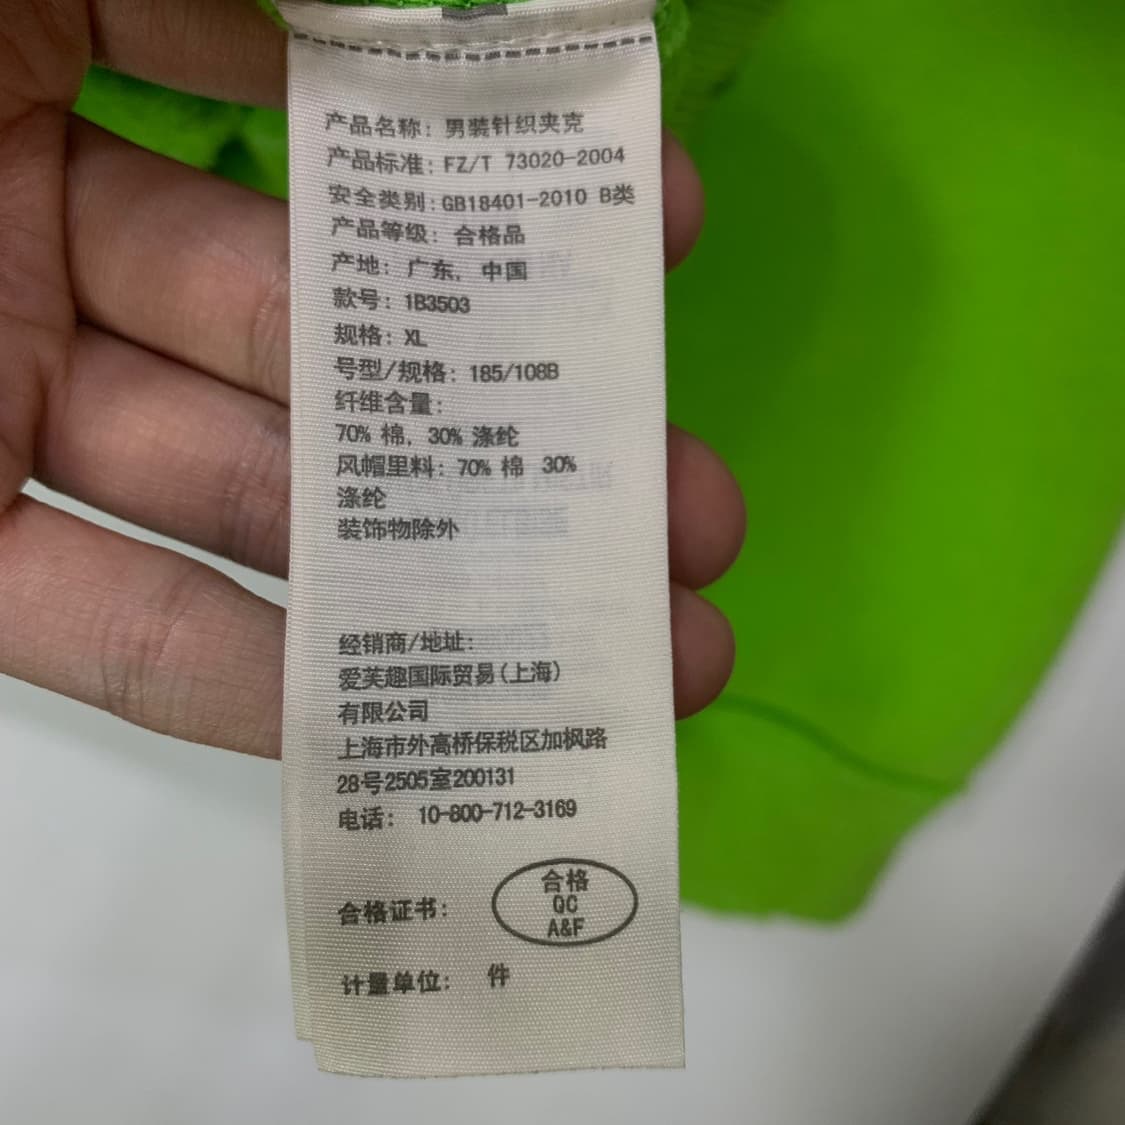 产品名称: 男装针织夹克
产品标准: FZ/T 73020-2004
安全类别: GB18401-2010 B类
产品等级: 合格品
产地: 广东, 中国
款号: 1B3503
规格: XL
号型/规格: 185/108B
纤维含量:
70% 棉, 30% 涤纶
风帽里料: 70% 棉 30%
涤纶
装饰物除外
经销商/地址:
爱芙趣国际贸易(上海)
有限公司
上海市外高桥保税区加枫路
28号2505室200131
电话: 10-800-712-3169
合格证书:
合格
QC
A&F
计量单位: 件